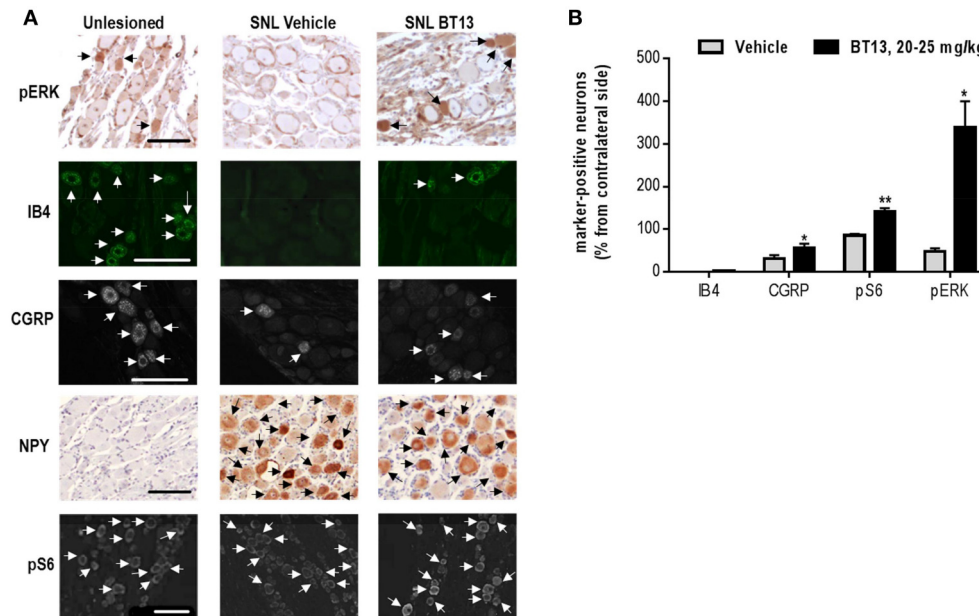 A
Unlesioned
SNL Vehicle
SNL BT13
pERK
IB4
CGRP
NPY
pS6
B
Vehicle
BT13, 20-25 mg/kg
marker-positive neurons
(% from contralateral side)
500
400
300
200
100
0
*
**
*
IB4
CGRP
pS6
pERK